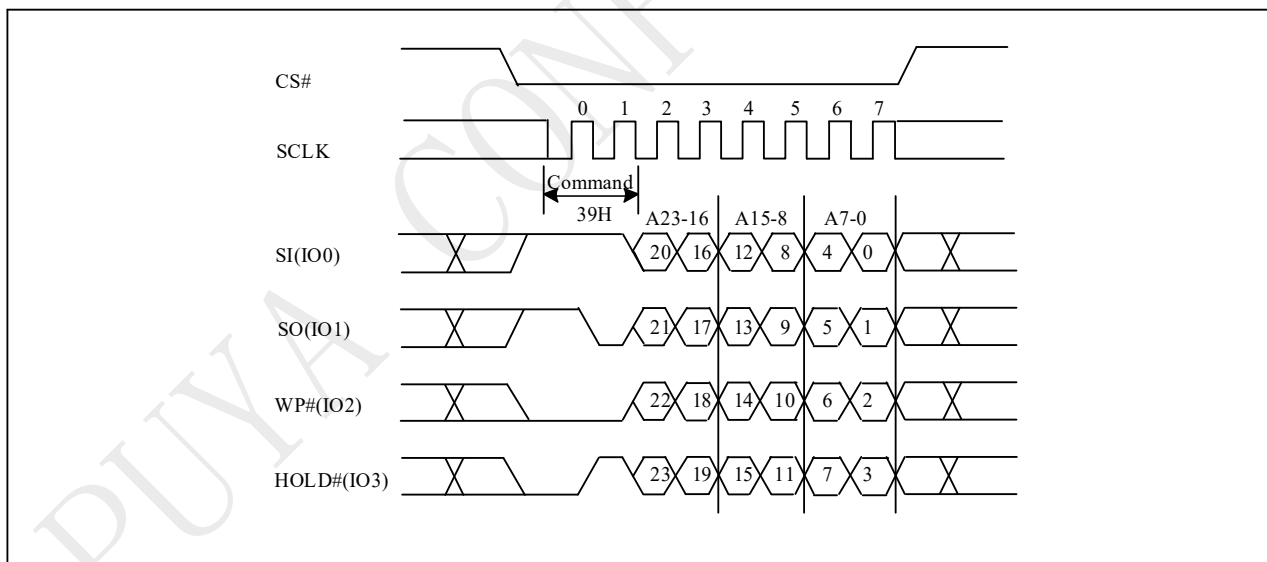 CS#
0 1 2 3 4 5 6 7
SCLK
Command
39H
A23-16 A15-8 A7-0
SI(IO0) 20 16 12 8 4 0
SO(IO1) 21 17 13 9 5 1
WP#(IO2) 22 18 14 10 6 2
HOLD#(IO3) 23 19 15 11 7 3
PUYA CONF